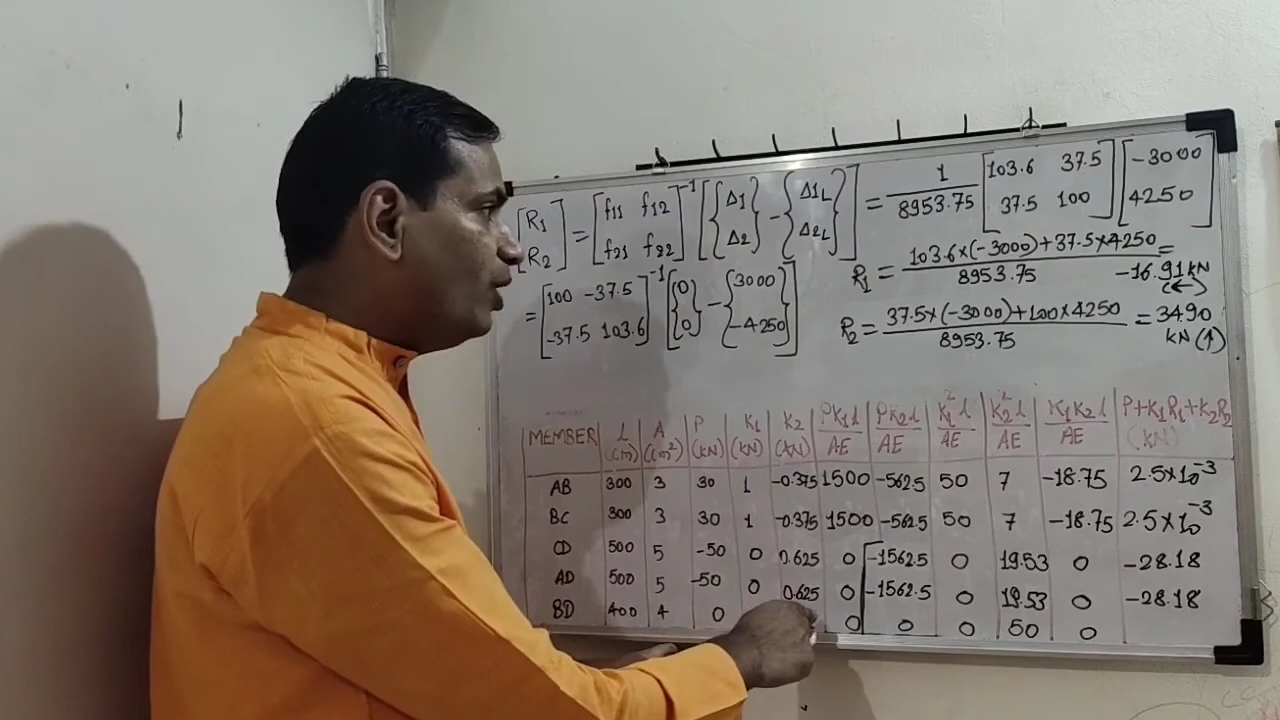 [R1 R2] = [f11 f12 f21 f22]^-1 [{Δ1 Δ2} - {Δ1L Δ2L}] = 1/8953.75 [103.6 37.5 37.5 100] [-3000 4250]
= [100 -37.5 -37.5 103.6]^-1 [{0 0} - {3000 -4250}]
R1 = 103.6×(-3000)+37.5×4250 / 8953.75 = -16.91 kN (←)
R2 = 37.5×(-3000)+100×4250 / 8953.75 = 3490 kN (↑)
MEMBER l (m) A (m²) P (kN) K1 (kN) K2 (kN) PK1l/AE PK2l/AE K1²l/AE K2²l/AE K1K2l/AE P+K1R1+K2R2 (kN)
AB 300 3 30 1 -0.375 1500 -562.5 50 7 -18.75 2.5×10^-3
BC 300 3 30 1 -0.375 1500 -562.5 50 7 -18.75 2.5×10^-3
CD 500 5 -50 0 0.625 0 -1562.5 0 19.53 0 -28.18
AD 500 5 -50 0 0.625 0 -1562.5 0 19.53 0 -28.18
BD 400 4 0 0 0 0 50 0